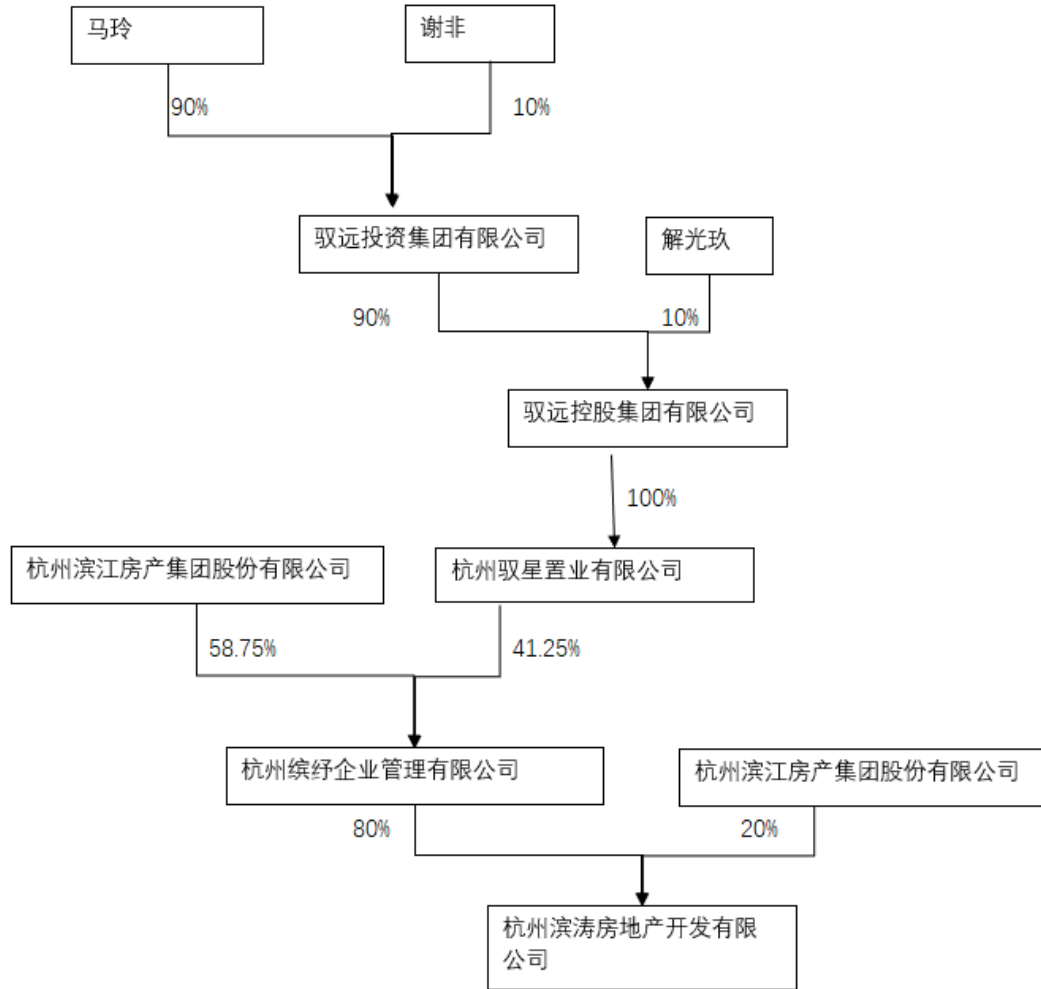 马玲
谢非
90%
10%
驭远投资集团有限公司
解光玖
90%
10%
驭远控股集团有限公司
100%
杭州滨江房产集团股份有限公司
杭州驭星置业有限公司
58.75%
41.25%
杭州缤纾企业管理有限公司
杭州滨江房产集团股份有限公司
80%
20%
杭州滨涛房地产开发有限
公司